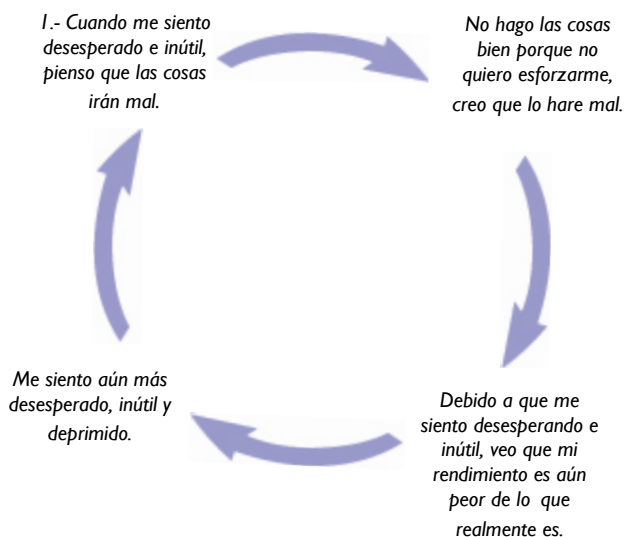 1.- Cuando me siento
desesperado e inútil,
pienso que las cosas
irán mal.
No hago las cosas
bien porque no
quiero esforzarme,
creo que lo hare mal.
Debido a que me
siento desesperando e
inútil, veo que mi
rendimiento es aún
peor de lo que
realmente es.
Me siento aún más
desesperado, inútil y
deprimido.